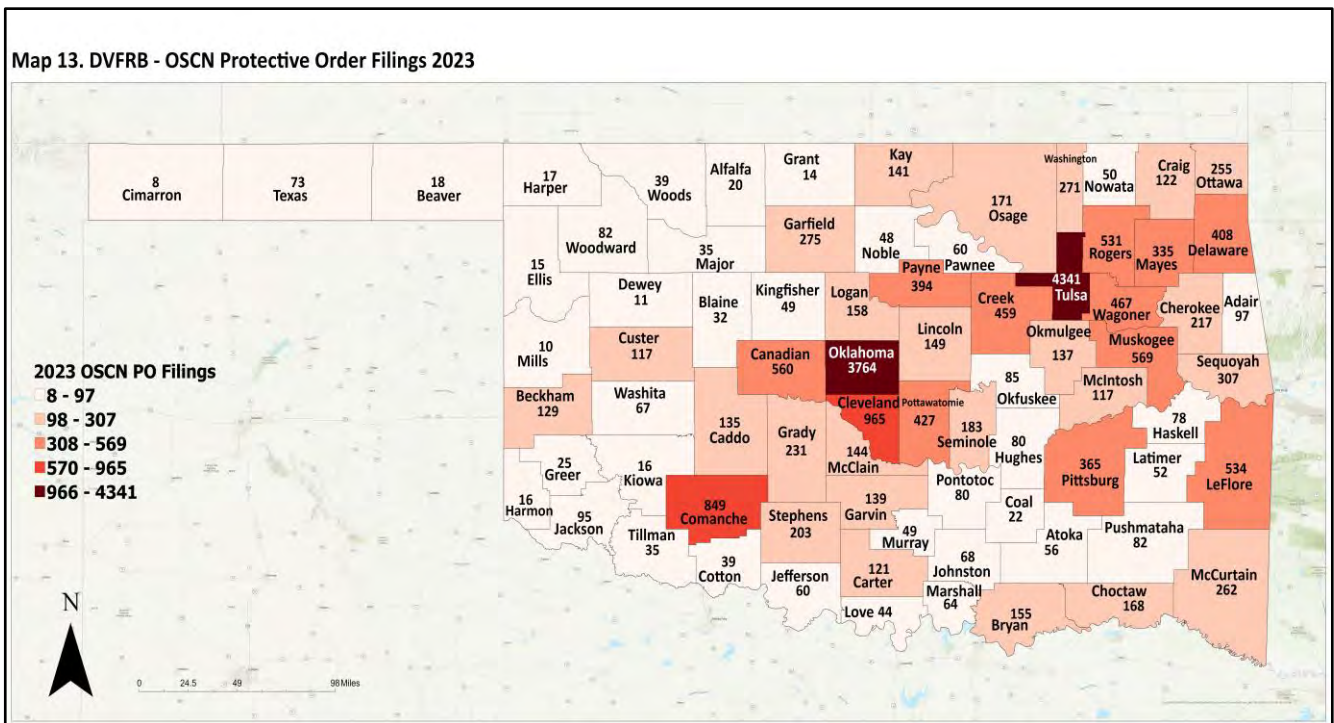 Map 13. DVFRB - OSCN Protective Order Filings 2023
8
Cimarron
73
Texas
18
Beaver
17
Harper
39
Woods
Alfalfa
20
Grant
14
Kay
141
171
Osage
Washington
271
50
Nowata
Craig
122
255
Ottawa
82
Woodward
35
Major
Garfield
275
48
Noble
60
Pawnee
531
Rogers
335
Mayes
408
Delaware
15
Ellis
Dewey
11
Blaine
32
Kingfisher
49
Logan
158
Payne
394
Creek
459
4341
Tulsa
467
Wagoner
Cherokee
217
Adair
97
10
Mills
Custer
117
Canadian
560
Oklahoma
3764
Lincoln
149
Okmulgee
137
Muskogee
569
Sequoyah
307
2023 OSCN PO Filings
8 - 97
98 - 307
308 - 569
570 - 965
966 - 4341
Beckham
129
Washita
67
135
Caddo
Grady
231
Cleveland
965
144
McClain
Pottawatomie
427
183
Seminole
85
Okfuskee
80
Hughes
McIntosh
117
78
Haskell
Latimer
52
365
Pittsburg
534
LeFlore
25
Greer
16
Kiowa
16
Harmon
95
Jackson
849
Comanche
Tillman
35
39
Cotton
Stephens
203
139
Garvin
49
Murray
Pontotoc
80
Coal
22
Atoka
56
Pushmataha
82
McCurtain
262
Jefferson
60
121
Carter
68
Johnston
Marshall
64
Love 44
155
Bryan
Choctaw
168
N
0 24.5 49 98 Miles